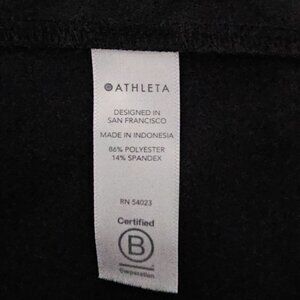 ATHLETA
DESIGNED IN
SAN FRANCISCO
MADE IN INDONESIA
86% POLYESTER
14% SPANDEX
RN 54023
Certified
B
Corporation